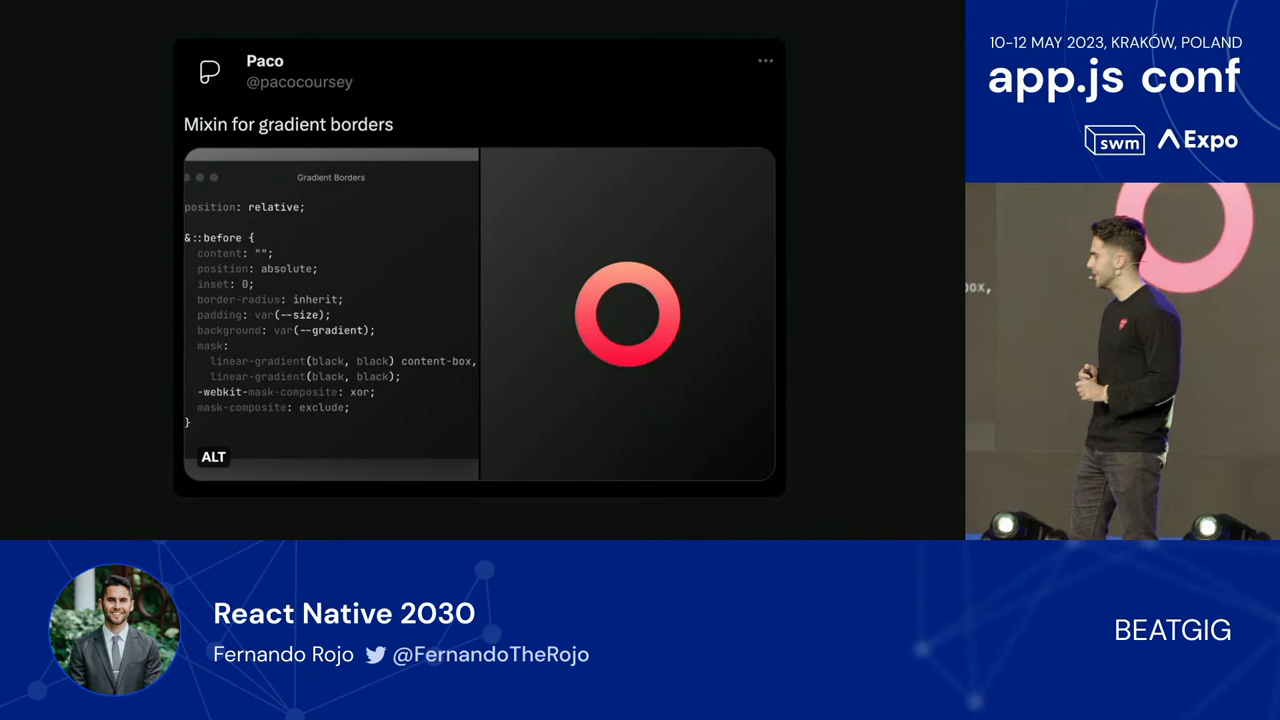 Paco
@pacocoursey
Mixin for gradient borders
Gradient Borders
position: relative;
&::before {
content: "";
position: absolute;
inset: 0;
border-radius: inherit;
padding: var(--size);
background: var(--gradient);
mask:
linear-gradient(black, black) content-box,
linear-gradient(black, black);
-webkit-mask-composite: xor;
mask-composite: exclude;
}
ALT
10-12 MAY 2023, KRAKÓW, POLAND
app.js conf
swm
Expo
box,
React Native 2030
Fernando Rojo
@FernandoTheRojo
BEATGIG